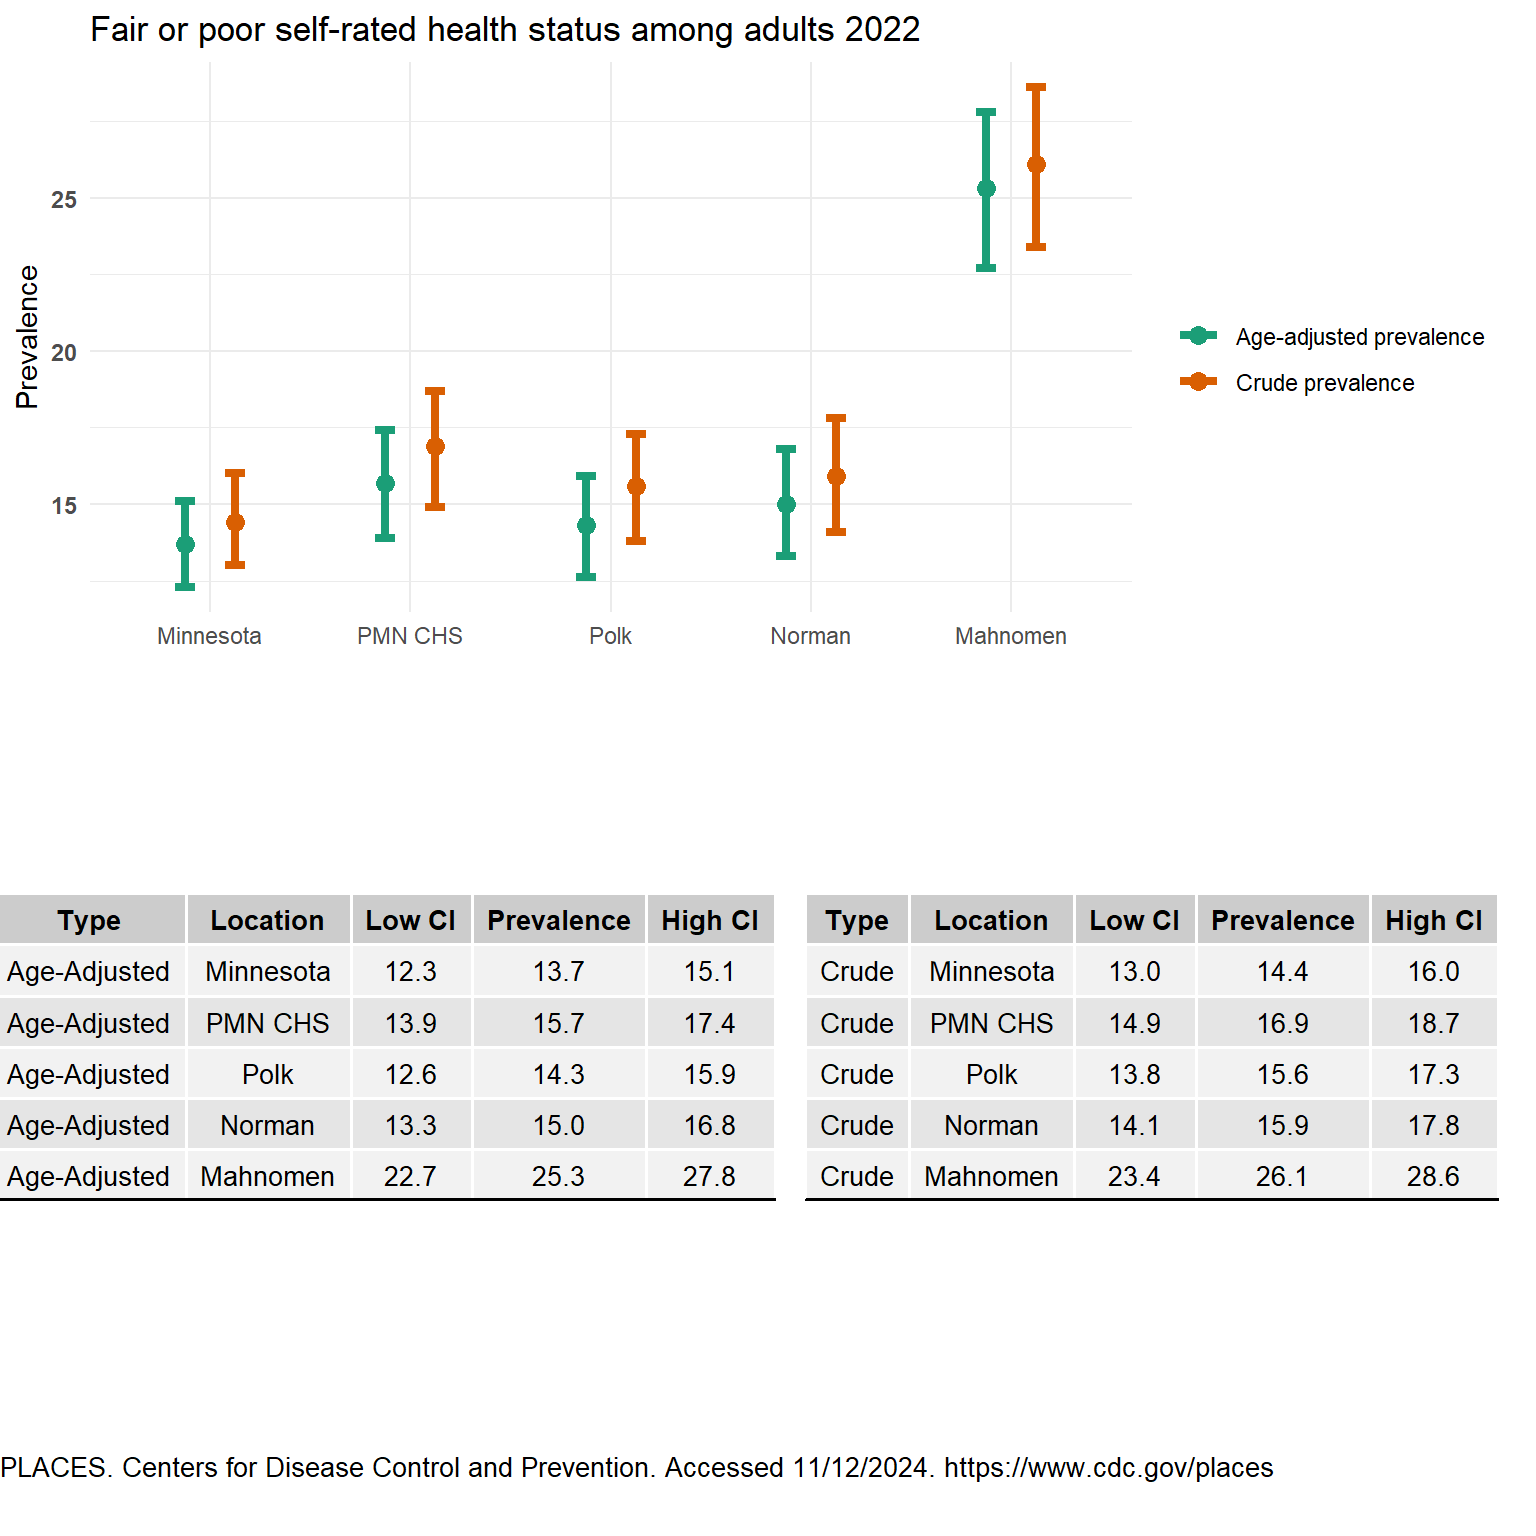 Fair or poor self-rated health status among adults 2022
Prevalence
25
20
15
Minnesota PMN CHS Polk Norman Mahnomen
Age-adjusted prevalence
Crude prevalence
Type Location Low CI Prevalence High CI
Age-Adjusted Minnesota 12.3 13.7 15.1
Age-Adjusted PMN CHS 13.9 15.7 17.4
Age-Adjusted Polk 12.6 14.3 15.9
Age-Adjusted Norman 13.3 15.0 16.8
Age-Adjusted Mahnomen 22.7 25.3 27.8
Type Location Low CI Prevalence High CI
Crude Minnesota 13.0 14.4 16.0
Crude PMN CHS 14.9 16.9 18.7
Crude Polk 13.8 15.6 17.3
Crude Norman 14.1 15.9 17.8
Crude Mahnomen 23.4 26.1 28.6
PLACES. Centers for Disease Control and Prevention. Accessed 11/12/2024. https://www.cdc.gov/places